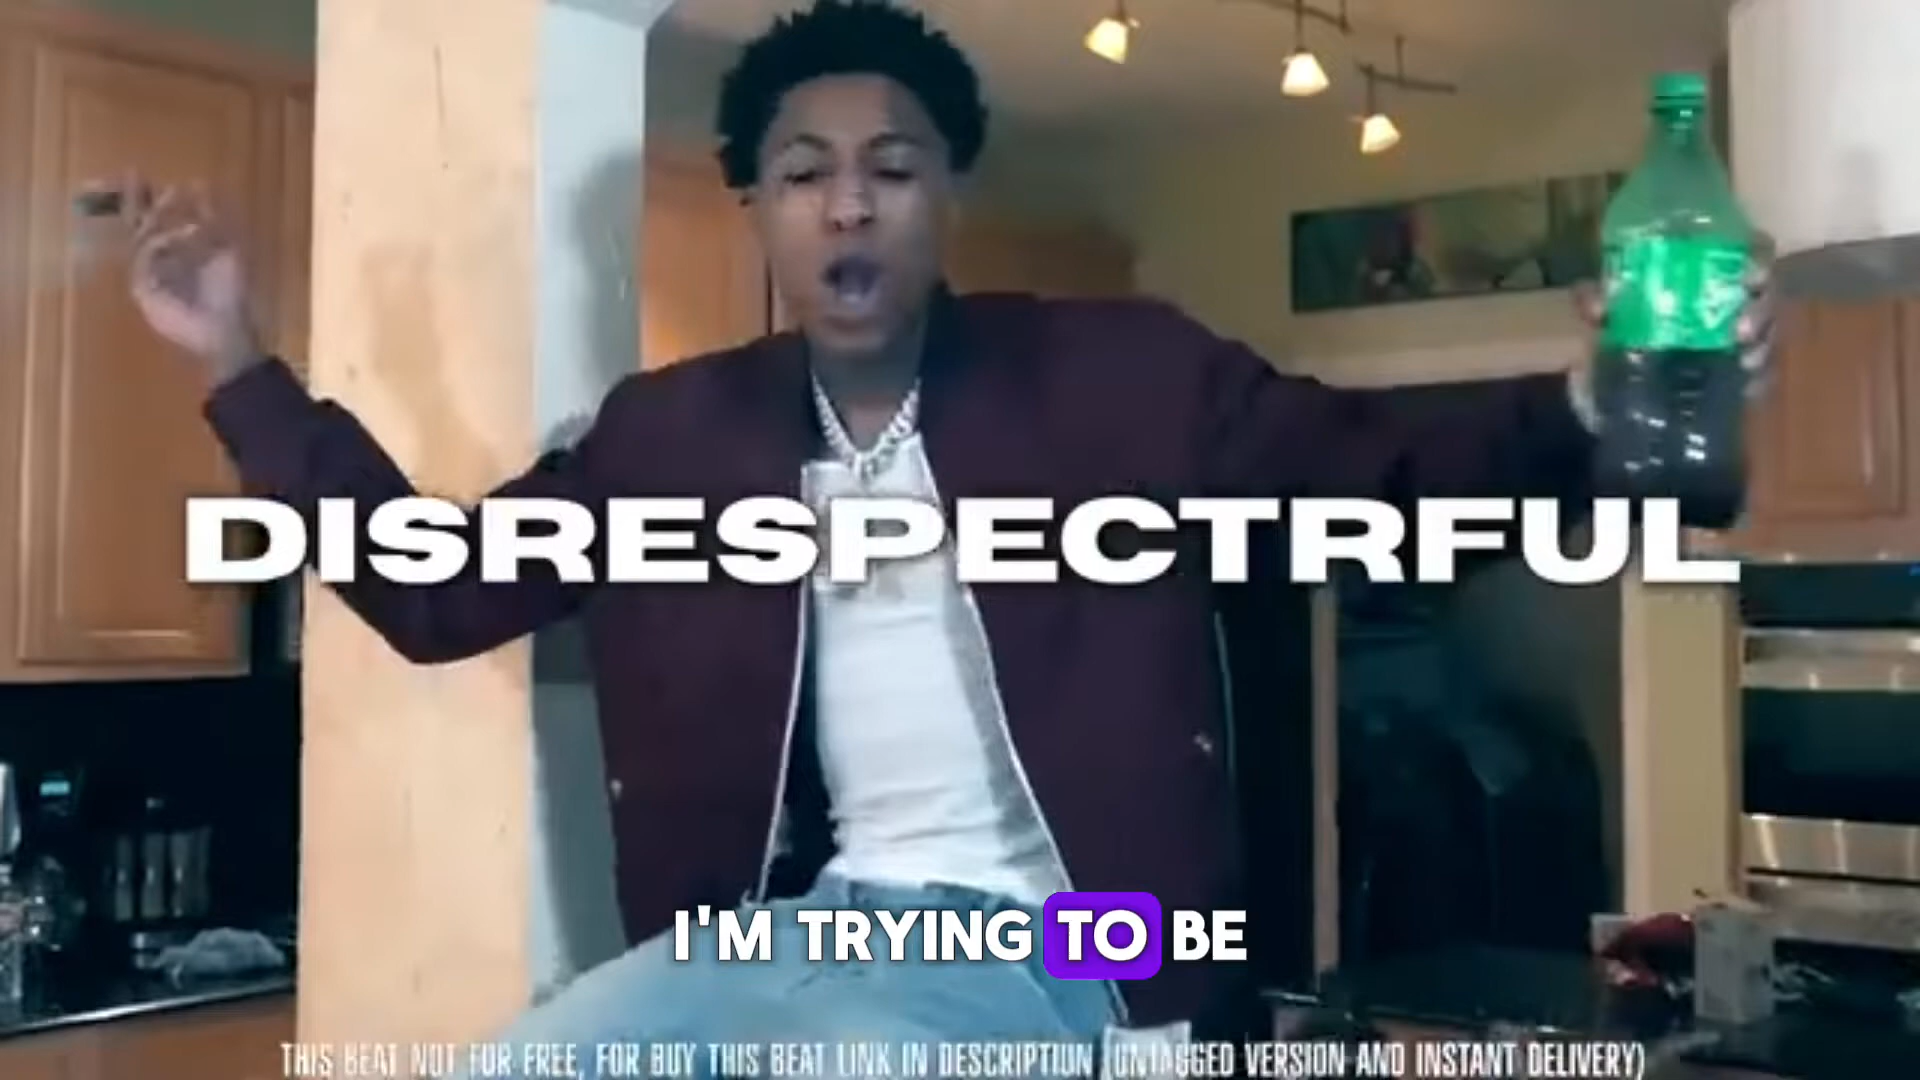 DISRESPECTRFUL
I'M TRYING TO BE
THIS BEAT NOT FOR FREE, FOR BUY THIS BEAT LINK IN DESCRIPTION (UNTAGGED VERSION AND INSTANT DELIVERY)